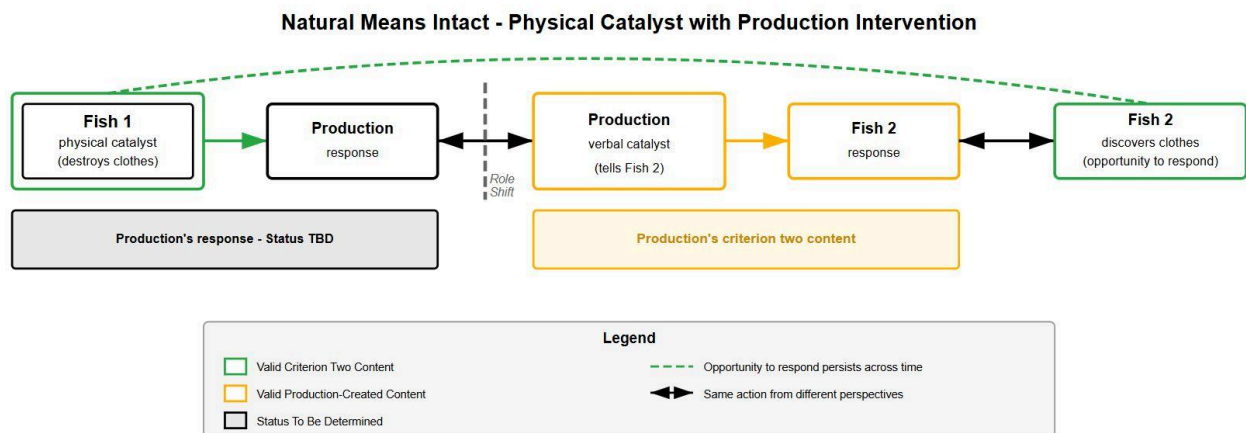 Natural Means Intact - Physical Catalyst with Production Intervention
Fish 1
physical catalyst
(destroys clothes)
Production
response
Role
Shift
Production
verbal catalyst
(tells Fish 2)
Fish 2
response
Fish 2
discovers clothes
(opportunity to respond)
Production's response - Status TBD
Production's criterion two content
Legend
Valid Criterion Two Content
Valid Production-Created Content
Status To Be Determined
Opportunity to respond persists across time
Same action from different perspectives